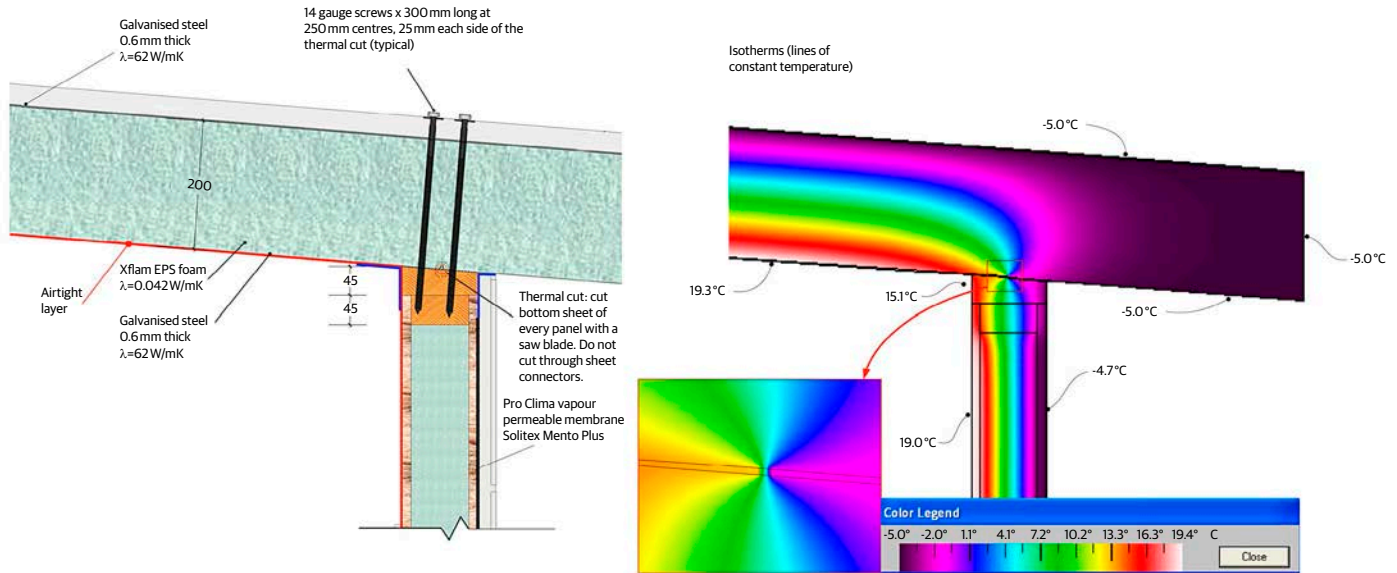 Galvanised steel
0.6 mm thick
λ=62 W/mK
14 gauge screws x 300 mm long at
250 mm centres, 25 mm each side of the
thermal cut (typical)
200
Airtight
layer
Xflam EPS foam
λ=0.042 W/mK
Galvanised steel
0.6 mm thick
λ=62 W/mK
45
45
Thermal cut: cut
bottom sheet of
every panel with a
saw blade. Do not
cut through sheet
connectors.
Pro Clima vapour
permeable membrane
Solitex Mento Plus
Isotherms (lines of
constant temperature)
-5.0 °C
-5.0 °C
19.3 °C
15.1 °C
-5.0 °C
-4.7 °C
19.0 °C
Color Legend
-5.0° -2.0° 1.1° 4.1° 7.2° 10.2° 13.3° 16.3° 19.4° C
Close